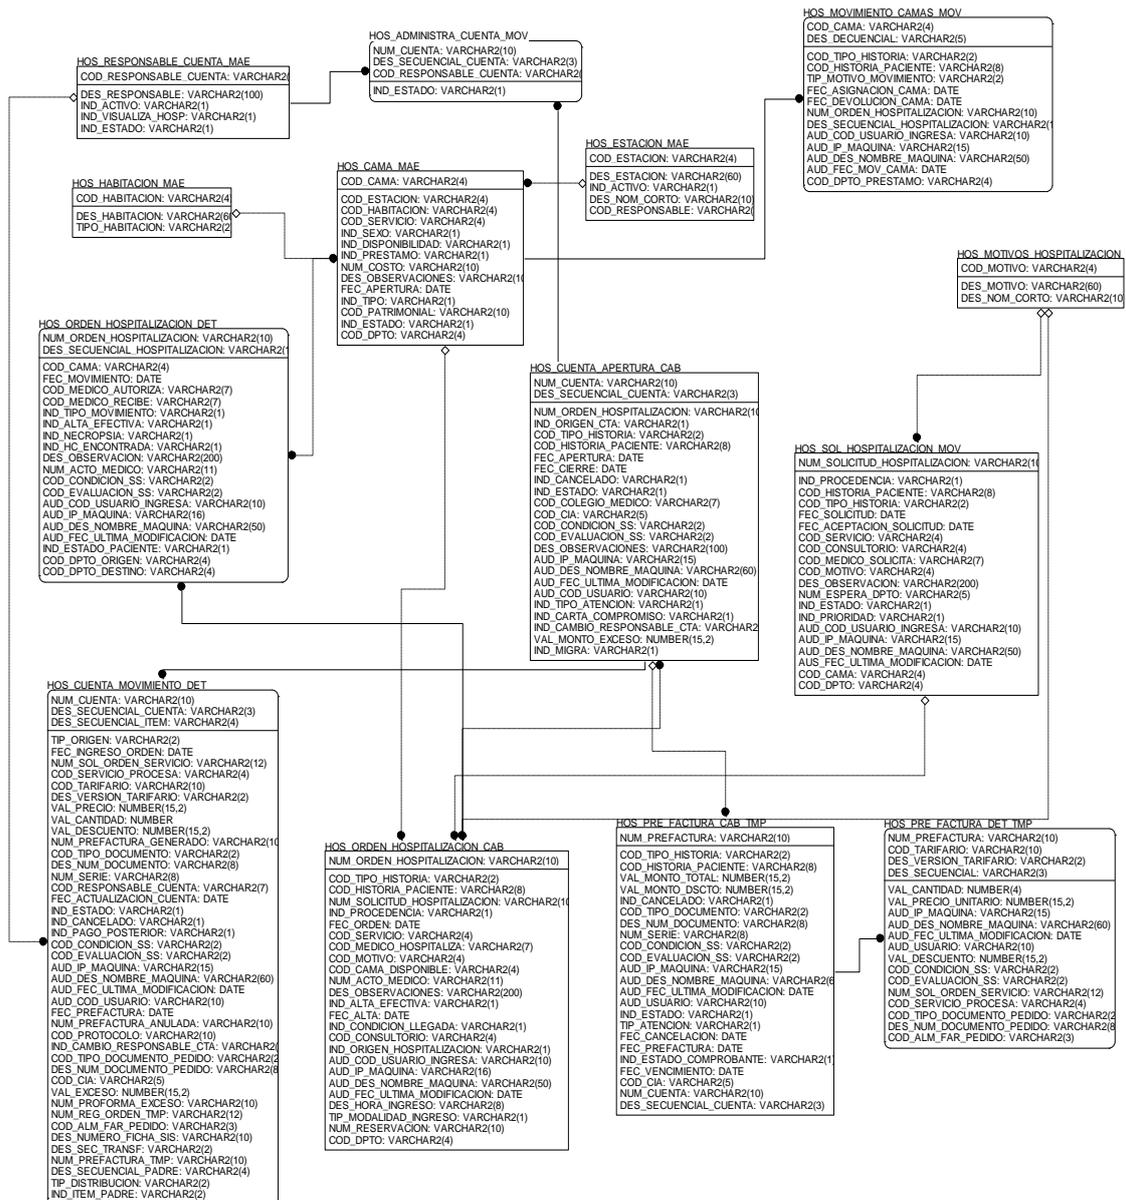 HOS_MOVIMIENTO_CAMAS_MOV
COD_CAMA: VARCHAR2(4)
DES_DECUENCIAL: VARCHAR2(5)
COD_TIPO_HISTORIA: VARCHAR2(2)
COD_HISTORIA_PACIENTE: VARCHAR2(8)
TIP_MOTIVO_MOVIMIENTO: VARCHAR2(2)
FEC_ASIGNACION_CAMA: DATE
FEC_DEVOLUCION_CAMA: DATE
NUM_ORDEN_HOSPITALIZACION: VARCHAR2(10)
DES_SECUENCIAL_HOSPITALIZACION: VARCHAR2(1
AUD_COD_USUARIO_INGRESA: VARCHAR2(10)
AUD_IP_MAQUINA: VARCHAR2(15)
AUD_DES_NOMBRE_MAQUINA: VARCHAR2(50)
AUD_FEC_MOV_CAMA: DATE
COD_DPTO_PRESTAMO: VARCHAR2(4)
HOS_ADMINISTRA_CUENTA_MOV
NUM_CUENTA: VARCHAR2(10)
DES_SECUENCIAL_CUENTA: VARCHAR2(3)
COD_RESPONSABLE_CUENTA: VARCHAR2(
IND_ESTADO: VARCHAR2(1)
HOS_RESPONSABLE_CUENTA_MAE
COD_RESPONSABLE_CUENTA: VARCHAR2(
DES_RESPONSABLE: VARCHAR2(100)
IND_ACTIVO: VARCHAR2(1)
IND_VISUALIZA_HOSP: VARCHAR2(1)
IND_ESTADO: VARCHAR2(1)
HOS_ESTACION_MAE
COD_ESTACION: VARCHAR2(4)
DES_ESTACION: VARCHAR2(60)
IND_ACTIVO: VARCHAR2(1)
DES_NOM_CORTO: VARCHAR2(10)
COD_RESPONSABLE: VARCHAR2(
HOS_CAMA_MAE
COD_CAMA: VARCHAR2(4)
COD_ESTACION: VARCHAR2(4)
COD_HABITACION: VARCHAR2(4)
COD_SERVICIO: VARCHAR2(4)
IND_SEXO: VARCHAR2(1)
IND_DISPONIBILIDAD: VARCHAR2(1)
IND_PRESTAMO: VARCHAR2(1)
NUM_COSTO: VARCHAR2(10)
DES_OBSERVACIONES: VARCHAR2(10
FEC_APERTURA: DATE
IND_TIPO: VARCHAR2(1)
COD_PATRIMONIAL: VARCHAR2(10)
IND_ESTADO: VARCHAR2(1)
COD_DPTO: VARCHAR2(4)
HOS_HABITACION_MAE
COD_HABITACION: VARCHAR2(4)
DES_HABITACION: VARCHAR2(60
TIPO_HABITACION: VARCHAR2(2
HOS_MOTIVOS_HOSPITALIZACION
COD_MOTIVO: VARCHAR2(4)
DES_MOTIVO: VARCHAR2(60)
DES_NOM_CORTO: VARCHAR2(10
HOS_ORDEN_HOSPITALIZACION_DET
NUM_ORDEN_HOSPITALIZACION: VARCHAR2(10)
DES_SECUENCIAL_HOSPITALIZACION: VARCHAR2(1
COD_CAMA: VARCHAR2(4)
FEC_MOVIMIENTO: DATE
COD_MEDICO_AUTORIZA: VARCHAR2(7)
COD_MEDICO_RECIBE: VARCHAR2(7)
IND_TIPO_MOVIMIENTO: VARCHAR2(1)
IND_ALTA_EFECTIVA: VARCHAR2(1)
IND_NECROPSIA: VARCHAR2(1)
IND_HC_ENCONTRADA: VARCHAR2(1)
DES_OBSERVACION: VARCHAR2(200)
NUM_ACTO_MEDICO: VARCHAR2(11)
COD_CONDICION_SS: VARCHAR2(2)
COD_EVALUACION_SS: VARCHAR2(2)
AUD_COD_USUARIO_INGRESA: VARCHAR2(10)
AUD_IP_MAQUINA: VARCHAR2(16)
AUD_DES_NOMBRE_MAQUINA: VARCHAR2(50)
AUD_FEC_ULTIMA_MODIFICACION: DATE
IND_ESTADO_PACIENTE: VARCHAR2(1)
COD_DPTO_ORIGEN: VARCHAR2(4)
COD_DPTO_DESTINO: VARCHAR2(4)
HOS_CUENTA_APERTURA_CAB
NUM_CUENTA: VARCHAR2(10)
DES_SECUENCIAL_CUENTA: VARCHAR2(3)
NUM_ORDEN_HOSPITALIZACION: VARCHAR2(10
IND_ORIGEN_CTA: VARCHAR2(1)
COD_TIPO_HISTORIA: VARCHAR2(2)
COD_HISTORIA_PACIENTE: VARCHAR2(8)
FEC_APERTURA: DATE
FEC_CIERRE: DATE
IND_CANCELADO: VARCHAR2(1)
IND_ESTADO: VARCHAR2(1)
COD_COLEGIO_MEDICO: VARCHAR2(7)
COD_CIA: VARCHAR2(5)
COD_CONDICION_SS: VARCHAR2(2)
COD_EVALUACION_SS: VARCHAR2(2)
DES_OBSERVACIONES: VARCHAR2(100)
AUD_IP_MAQUINA: VARCHAR2(15)
AUD_DES_NOMBRE_MAQUINA: VARCHAR2(60)
AUD_FEC_ULTIMA_MODIFICACION: DATE
AUD_COD_USUARIO: VARCHAR2(10)
IND_TIPO_ATENCION: VARCHAR2(1)
IND_CARTA_COMPROMISO: VARCHAR2(1)
IND_CAMBIO_RESPONSABLE_CTA: VARCHAR2
VAL_MONTO_EXCESO: NUMBER(15,2)
IND_MIGRA: VARCHAR2(1)
HOS_SOL_HOSPITALIZACION_MOV
NUM_SOLICITUD_HOSPITALIZACION: VARCHAR2(10
IND_PROCEDENCIA: VARCHAR2(1)
COD_HISTORIA_PACIENTE: VARCHAR2(8)
COD_TIPO_HISTORIA: VARCHAR2(2)
FEC_SOLICITUD: DATE
FEC_ACEPTACION_SOLICITUD: DATE
COD_SERVICIO: VARCHAR2(4)
COD_CONSULTORIO: VARCHAR2(4)
COD_MEDICO_SOLICITA: VARCHAR2(7)
COD_MOTIVO: VARCHAR2(4)
DES_OBSERVACION: VARCHAR2(200)
NUM_ESPERA_DPTO: VARCHAR2(5)
IND_ESTADO: VARCHAR2(1)
IND_PRIORIDAD: VARCHAR2(1)
AUD_COD_USUARIO_INGRESA: VARCHAR2(10)
AUD_IP_MAQUINA: VARCHAR2(15)
AUD_DES_NOMBRE_MAQUINA: VARCHAR2(50)
AUS_FEC_ULTIMA_MODIFICACION: DATE
COD_CAMA: VARCHAR2(4)
COD_DPTO: VARCHAR2(4)
HOS_CUENTA_MOVIMIENTO_DET
NUM_CUENTA: VARCHAR2(10)
DES_SECUENCIAL_CUENTA: VARCHAR2(3)
DES_SECUENCIAL_ITEM: VARCHAR2(4)
TIP_ORIGEN: VARCHAR2(2)
FEC_INGRESO_ORDEN: DATE
NUM_SOL_ORDEN_SERVICIO: VARCHAR2(12)
COD_SERVICIO_PROCESA: VARCHAR2(4)
COD_TARIFARIO: VARCHAR2(10)
DES_VERSION_TARIFARIO: VARCHAR2(2)
VAL_PRECIO: NUMBER(15,2)
VAL_CANTIDAD: NUMBER
VAL_DESCUENTO: NUMBER(15,2)
NUM_PREFACTURA_GENERADO: VARCHAR2(10
COD_TIPO_DOCUMENTO: VARCHAR2(2)
DES_NUM_DOCUMENTO: VARCHAR2(8)
NUM_SERIE: VARCHAR2(8)
COD_RESPONSABLE_CUENTA: VARCHAR2(7)
FEC_ACTUALIZACION_CUENTA: DATE
IND_ESTADO: VARCHAR2(1)
IND_CANCELADO: VARCHAR2(1)
IND_PAGO_POSTERIOR: VARCHAR2(1)
COD_CONDICION_SS: VARCHAR2(2)
COD_EVALUACION_SS: VARCHAR2(2)
AUD_IP_MAQUINA: VARCHAR2(15)
AUD_DES_NOMBRE_MAQUINA: VARCHAR2(60)
AUD_FEC_ULTIMA_MODIFICACION: DATE
AUD_COD_USUARIO: VARCHAR2(10)
FEC_PREFACTURA: DATE
NUM_PREFACTURA_ANULADA: VARCHAR2(10)
COD_PROTOCOLO: VARCHAR2(10)
IND_CAMBIO_RESPONSABLE_CTA: VARCHAR2(
COD_TIPO_DOCUMENTO_PEDIDO: VARCHAR2(2
DES_NUM_DOCUMENTO_PEDIDO: VARCHAR2(8
COD_CIA: VARCHAR2(5)
VAL_EXCESO: NUMBER(15,2)
NUM_PROFORMA_EXCESO: VARCHAR2(10)
NUM_REG_ORDEN_TMP: VARCHAR2(12)
COD_ALM_FAR_PEDIDO: VARCHAR2(3)
DES_NUMERO_FICHA_SIS: VARCHAR2(10)
DES_SEC_TRANSF: VARCHAR2(2)
NUM_PREFACTURA_TMP: VARCHAR2(10)
DES_SECUENCIAL_PADRE: VARCHAR2(4)
TIP_DISTRIBUCION: VARCHAR2(2)
IND_ITEM_PADRE: VARCHAR2(2)
HOS_ORDEN_HOSPITALIZACION_CAB
NUM_ORDEN_HOSPITALIZACION: VARCHAR2(10)
COD_TIPO_HISTORIA: VARCHAR2(2)
COD_HISTORIA_PACIENTE: VARCHAR2(8)
NUM_SOLICITUD_HOSPITALIZACION: VARCHAR2(10
IND_PROCEDENCIA: VARCHAR2(1)
FEC_ORDEN: DATE
COD_SERVICIO: VARCHAR2(4)
COD_MEDICO_HOSPITALIZA: VARCHAR2(7)
COD_MOTIVO: VARCHAR2(4)
COD_CAMA_DISPONIBLE: VARCHAR2(4)
NUM_ACTO_MEDICO: VARCHAR2(11)
DES_OBSERVACIONES: VARCHAR2(200)
IND_ALTA_EFECTIVA: VARCHAR2(1)
FEC_ALTA: DATE
IND_CONDICION_LLEGADA: VARCHAR2(1)
COD_CONSULTORIO: VARCHAR2(4)
IND_ORIGEN_HOSPITALIZACION: VARCHAR2(1)
AUD_COD_USUARIO_INGRESA: VARCHAR2(10)
AUD_IP_MAQUINA: VARCHAR2(16)
AUD_DES_NOMBRE_MAQUINA: VARCHAR2(50)
AUD_FEC_ULTIMA_MODIFICACION: DATE
DES_HORA_INGRESO: VARCHAR2(8)
TIP_MODALIDAD_INGRESO: VARCHAR2(1)
NUM_RESERVACION: VARCHAR2(10)
COD_DPTO: VARCHAR2(4)
HOS_PRE_FACTURA_CAB_TMP
NUM_PREFACTURA: VARCHAR2(10)
COD_TIPO_HISTORIA: VARCHAR2(2)
COD_HISTORIA_PACIENTE: VARCHAR2(8)
VAL_MONTO_TOTAL: NUMBER(15,2)
VAL_MONTO_DSCTO: NUMBER(15,2)
IND_CANCELADO: VARCHAR2(1)
COD_TIPO_DOCUMENTO: VARCHAR2(2)
DES_NUM_DOCUMENTO: VARCHAR2(8)
NUM_SERIE: VARCHAR2(8)
COD_CONDICION_SS: VARCHAR2(2)
COD_EVALUACION_SS: VARCHAR2(2)
AUD_IP_MAQUINA: VARCHAR2(15)
AUD_DES_NOMBRE_MAQUINA: VARCHAR2(6
AUD_FEC_ULTIMA_MODIFICACION: DATE
AUD_USUARIO: VARCHAR2(10)
IND_ESTADO: VARCHAR2(1)
TIP_ATENCION: VARCHAR2(1)
FEC_CANCELACION: DATE
FEC_PREFACTURA: DATE
IND_ESTADO_COMPROBANTE: VARCHAR2(1)
FEC_VENCIMIENTO: DATE
COD_CIA: VARCHAR2(5)
NUM_CUENTA: VARCHAR2(10)
DES_SECUENCIAL_CUENTA: VARCHAR2(3)
HOS_PRE_FACTURA_DET_TMP
NUM_PREFACTURA: VARCHAR2(10)
COD_TARIFARIO: VARCHAR2(10)
DES_VERSION_TARIFARIO: VARCHAR2(2)
DES_SECUENCIAL: VARCHAR2(3)
VAL_CANTIDAD: NUMBER(4)
VAL_PRECIO_UNITARIO: NUMBER(15,2)
AUD_IP_MAQUINA: VARCHAR2(15)
AUD_DES_NOMBRE_MAQUINA: VARCHAR2(60)
AUD_FEC_ULTIMA_MODIFICACION: DATE
AUD_USUARIO: VARCHAR2(10)
VAL_DESCUENTO: NUMBER(15,2)
COD_CONDICION_SS: VARCHAR2(2)
COD_EVALUACION_SS: VARCHAR2(2)
NUM_SOL_ORDEN_SERVICIO: VARCHAR2(12)
COD_SERVICIO_PROCESA: VARCHAR2(4)
COD_TIPO_DOCUMENTO_PEDIDO: VARCHAR2(2
DES_NUM_DOCUMENTO_PEDIDO: VARCHAR2(8
COD_ALM_FAR_PEDIDO: VARCHAR2(3)